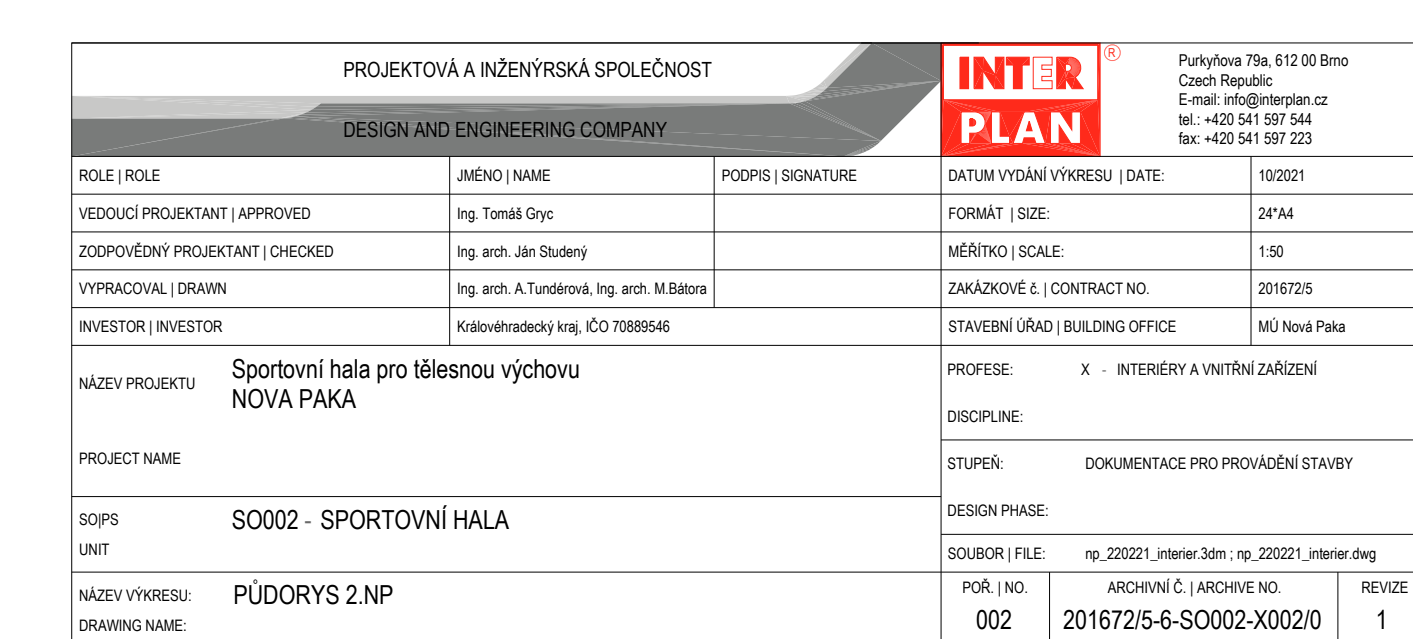 PROJEKTOVÁ A INŽENÝRSKÁ SPOLEČNOST
DESIGN AND ENGINEERING COMPANY
INTER
PLAN
®
Purkyňova 79a, 612 00 Brno
Czech Republic
E-mail: info@interplan.cz
tel.: +420 541 597 544
fax: +420 541 597 223
ROLE | ROLE JMÉNO | NAME PODPIS | SIGNATURE DATUM VYDÁNÍ VÝKRESU | DATE: 10/2021
VEDOUCÍ PROJEKTANT | APPROVED Ing. Tomáš Gryc FORMÁT | SIZE: 24*A4
ZODPOVĚDNÝ PROJEKTANT | CHECKED Ing. arch. Ján Studený MĚŘÍTKO | SCALE: 1:50
VYPRACOVAL | DRAWN Ing. arch. A.Tundérová, Ing. arch. M.Bátora ZAKÁZKOVÉ č. | CONTRACT NO. 201672/5
INVESTOR | INVESTOR Královéhradecký kraj, IČO 70889546 STAVEBNÍ ÚŘAD | BUILDING OFFICE MÚ Nová Paka
NÁZEV PROJEKTU Sportovní hala pro tělesnou výchovu
NOVA PAKA
PROJECT NAME
PROFESE: X - INTERIÉRY A VNITŘNÍ ZAŘÍZENÍ
DISCIPLINE:
STUPEŇ: DOKUMENTACE PRO PROVÁDĚNÍ STAVBY
DESIGN PHASE:
SO|PS SO002 - SPORTOVNÍ HALA
UNIT
SOUBOR | FILE: np_220221_interier.3dm ; np_220221_interier.dwg
NÁZEV VÝKRESU: PŮDORYS 2.NP
DRAWING NAME:
POŘ. | NO. ARCHIVNÍ Č. | ARCHIVE NO. REVIZE
002 201672/5-6-SO002-X002/0 1